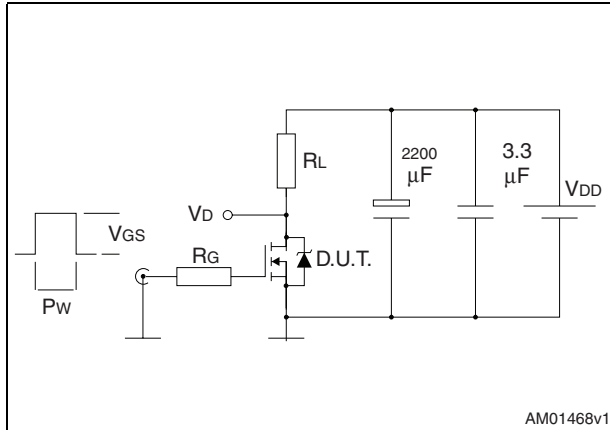 RL
2200
μF
3.3
μF
VDD
VD
VGS
RG
D.U.T.
PW
AM01468v1